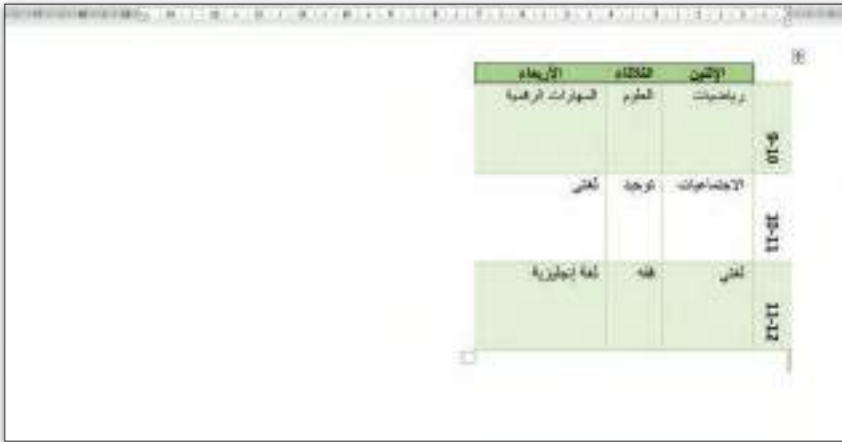 الإثنين الثلاثاء الأربعاء
9-10 رياضيات العلوم المهارات الرقمية
10-11 الاجتماعيات توحيد لغتي
11-12 لغتي فقه لغة إنجليزية